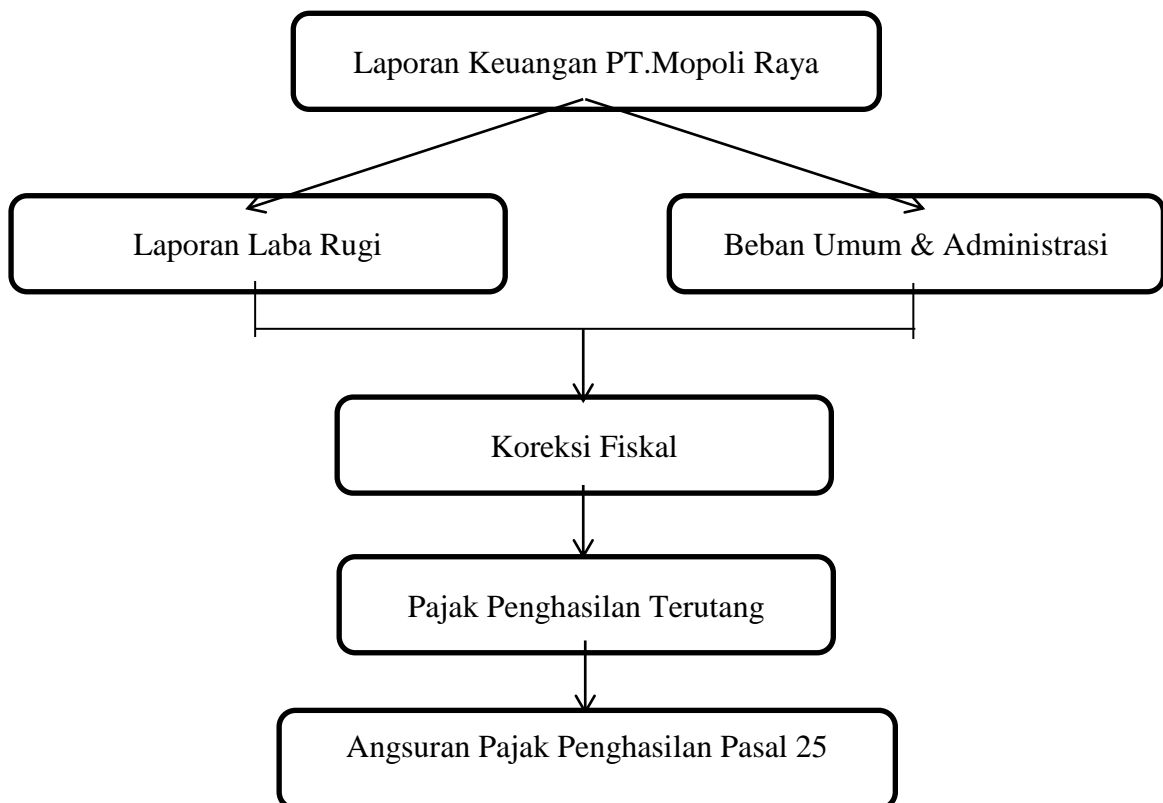 Laporan Keuangan PT.Mopoli Raya
Laporan Laba Rugi
Beban Umum & Administrasi
Koreksi Fiskal
Pajak Penghasilan Terutang
Angsuran Pajak Penghasilan Pasal 25